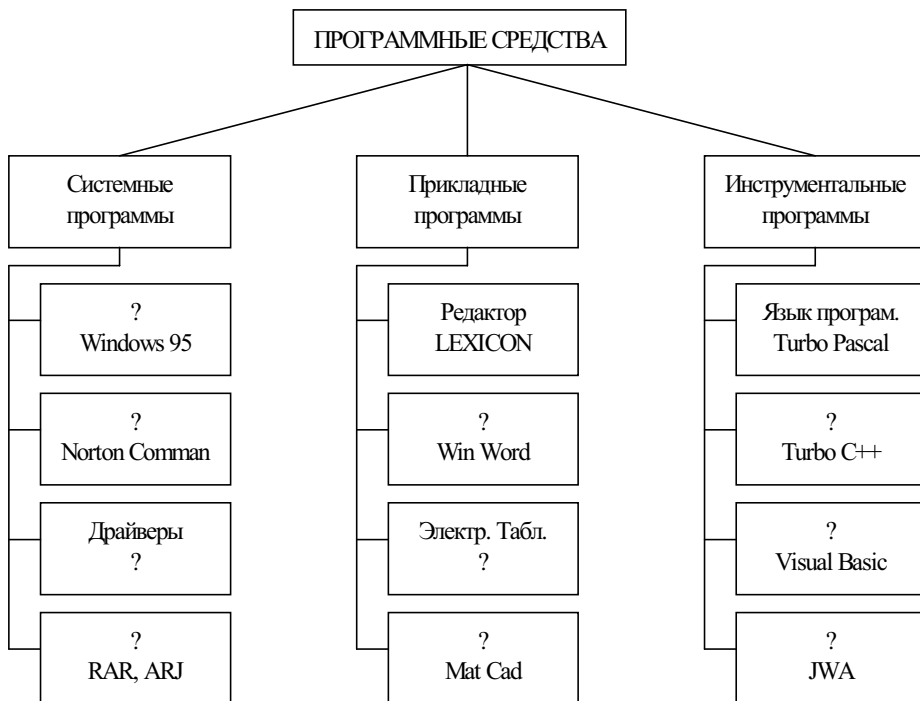 ПРОГРАММНЫЕ СРЕДСТВА
Системные
программы
?
Windows 95
?
Norton Comman
Драйверы
?
?
RAR, ARJ
Прикладные
программы
Редактор
LEXICON
?
Win Word
Электр. Табл.
?
?
Mat Cad
Инструментальные
программы
Язык програм.
Turbo Pascal
?
Turbo C++
?
Visual Basic
?
JWA